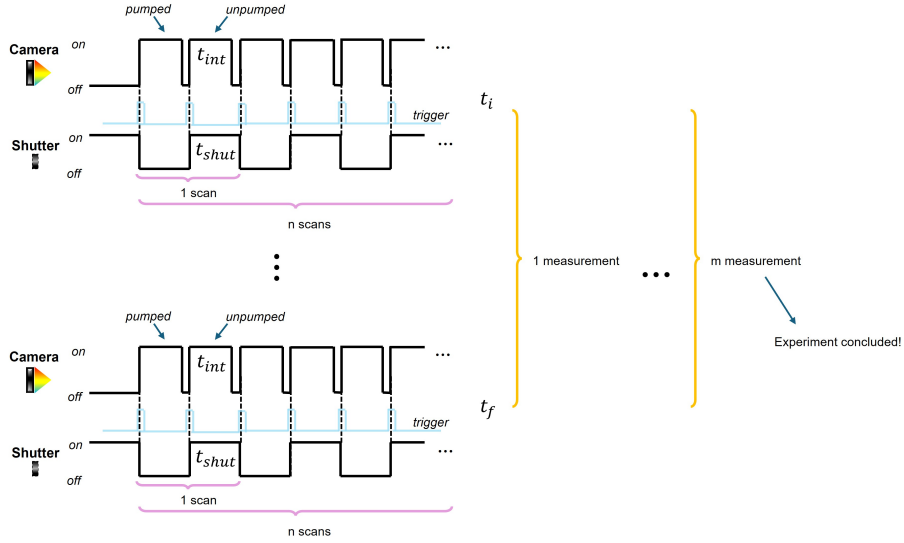 pumped
unpumped
on
t_int
...
Camera
off
t_i
trigger
on
Shutter
t_shut
...
off
1 scan
n scans
1 measurement
...
m measurement
pumped
unpumped
Experiment concluded!
on
t_int
...
Camera
off
t_f
trigger
on
Shutter
t_shut
...
off
1 scan
n scans